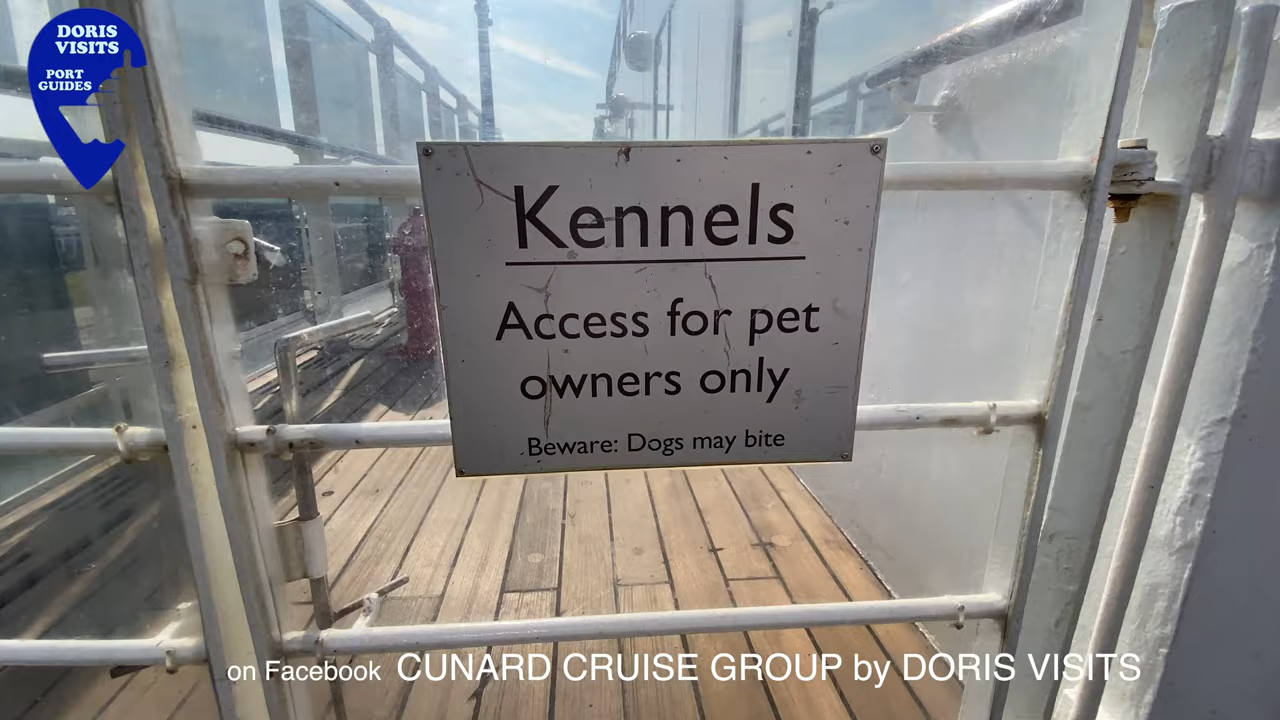 DORIS
VISITS
PORT
GUIDES
Kennels
Access for pet
owners only
Beware: Dogs may bite
on Facebook CUNARD CRUISE GROUP by DORIS VISITS